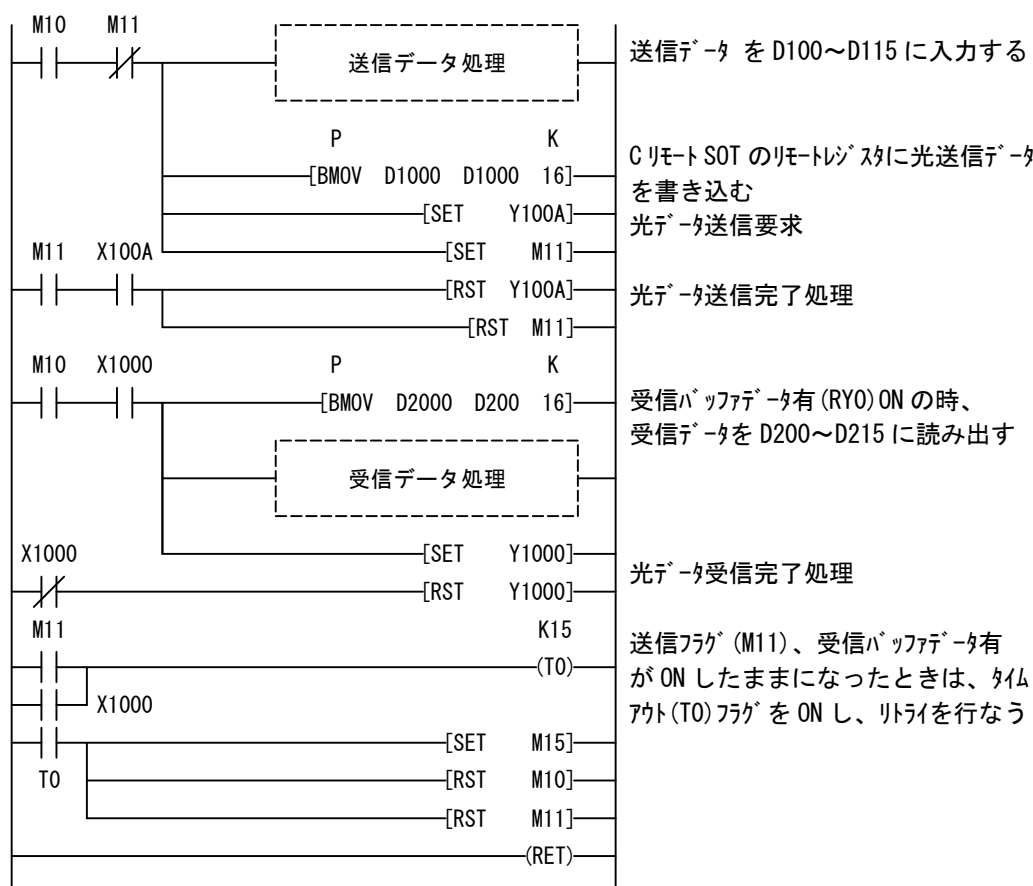 M10 M11
送信データ処理
送信ﾃﾞｰﾀ を D100～D115 に入力する
P K
[BMOV D1000 D1000 16]
C ﾘﾓｰﾄ SOT のﾘﾓｰﾄﾚｼﾞｽﾀに光送信ﾃﾞｰﾀ
を書き込む
[SET Y100A]
光ﾃﾞｰﾀ送信要求
M11 X100A
[SET M11]
[RST Y100A]
光ﾃﾞｰﾀ送信完了処理
[RST M11]
M10 X1000 P K
[BMOV D2000 D200 16]
受信ﾊﾞｯﾌｧﾃﾞｰﾀ有(RY0)ON の時、
受信ﾃﾞｰﾀを D200～D215 に読み出す
受信データ処理
X1000
[SET Y1000]
[RST Y1000]
光ﾃﾞｰﾀ受信完了処理
M11 K15
(T0)
送信ﾌﾗｸﾞ(M11)、受信ﾊﾞｯﾌｧﾃﾞｰﾀ有
が ON したままになったときは、ﾀｲﾑ
ｱｳﾄ(T0)ﾌﾗｸﾞを ON し、ﾘﾄﾗｲを行なう
X1000
[SET M15]
T0
[RST M10]
[RST M11]
(RET)